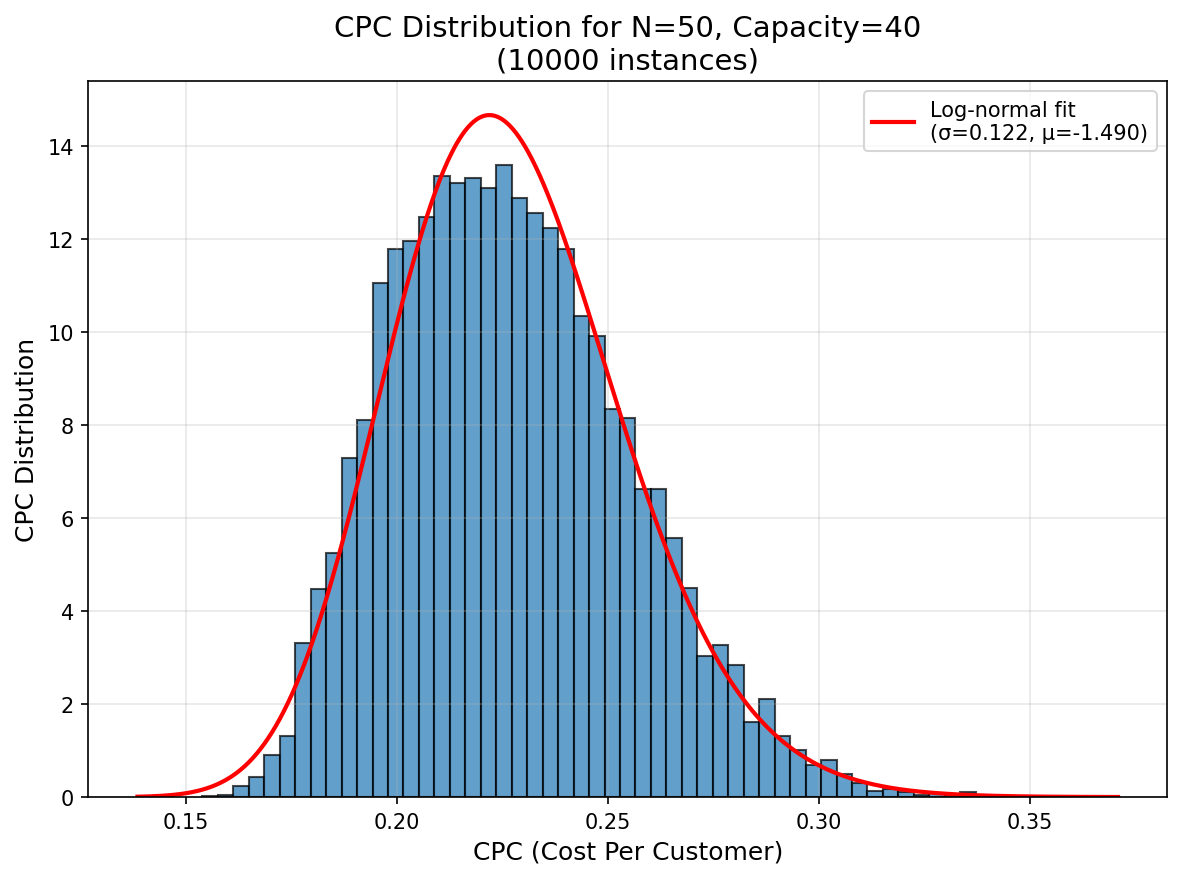 CPC Distribution for N=50, Capacity=40
(10000 instances)
Log-normal fit
(σ=0.122, μ=-1.490)
CPC Distribution
14
12
10
8
6
4
2
0
0.15
0.20
0.25
0.30
0.35
CPC (Cost Per Customer)